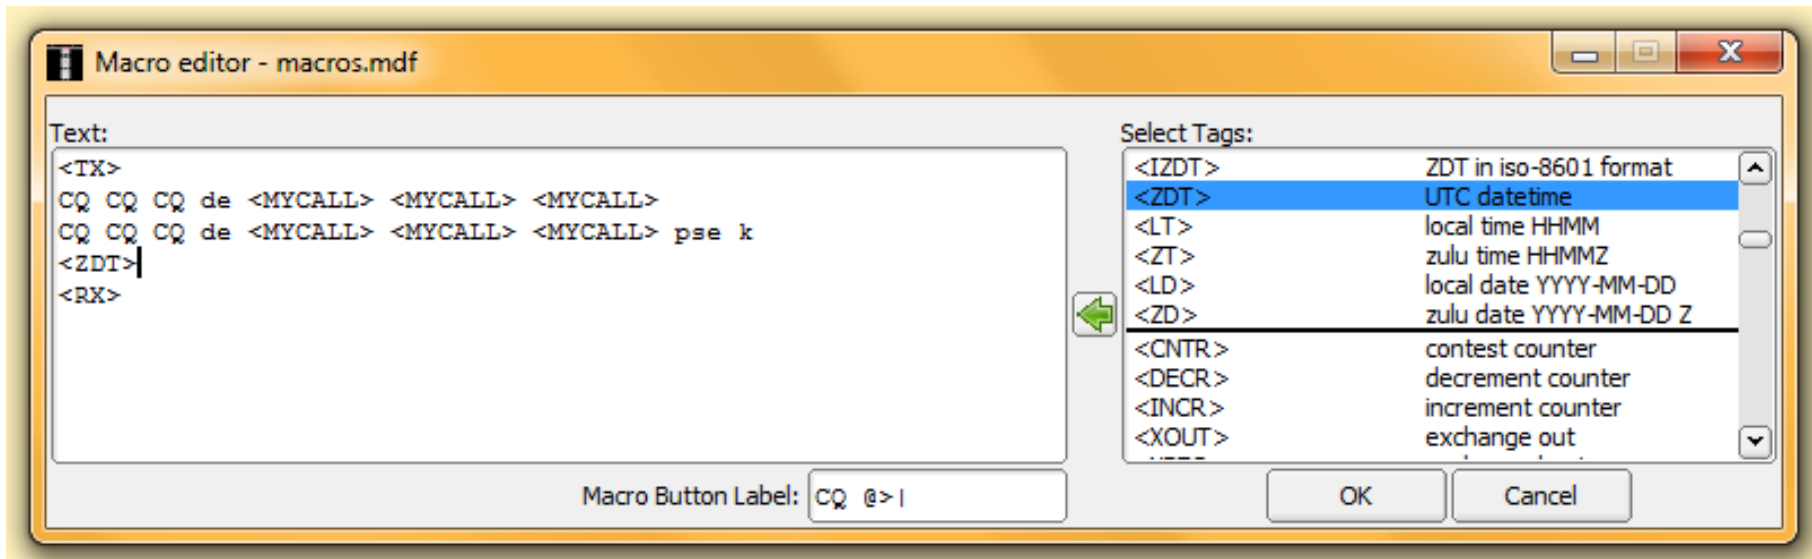 Macro editor - macros.mdf
Text:
<TX>
CQ CQ CQ de <MYCALL> <MYCALL> <MYCALL>
CQ CQ CQ de <MYCALL> <MYCALL> <MYCALL> pse k
<ZDT>
<RX>
Select Tags:
<IZDT> ZDT in iso-8601 format
<ZDT> UTC datetime
<LT> local time HHMM
<ZT> zulu time HHMMZ
<LD> local date YYYY-MM-DD
<ZD> zulu date YYYY-MM-DD Z
<CNTR> contest counter
<DECR> decrement counter
<INCR> increment counter
<XOUT> exchange out
Macro Button Label: CQ @>|
OK
Cancel